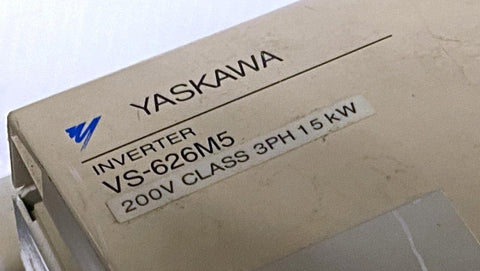 YASKAWA
INVERTER
VS-626M5
200V CLASS 3PH 15 kW